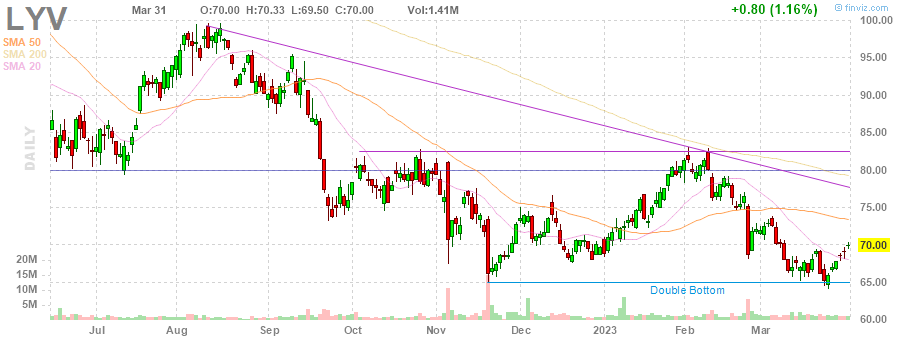 LYV
Mar 31 O:70.00 H:70.33 L:69.50 C:70.00 Vol:1.41M +0.80 (1.16%)
© finviz.com
SMA 50
SMA 200
SMA 20
DAILY
100.00
95.00
90.00
85.00
80.00
75.00
70.00
65.00
60.00
20M
15M
10M
5M
Double Bottom
Jul Aug Sep Oct Nov Dec 2023 Feb Mar